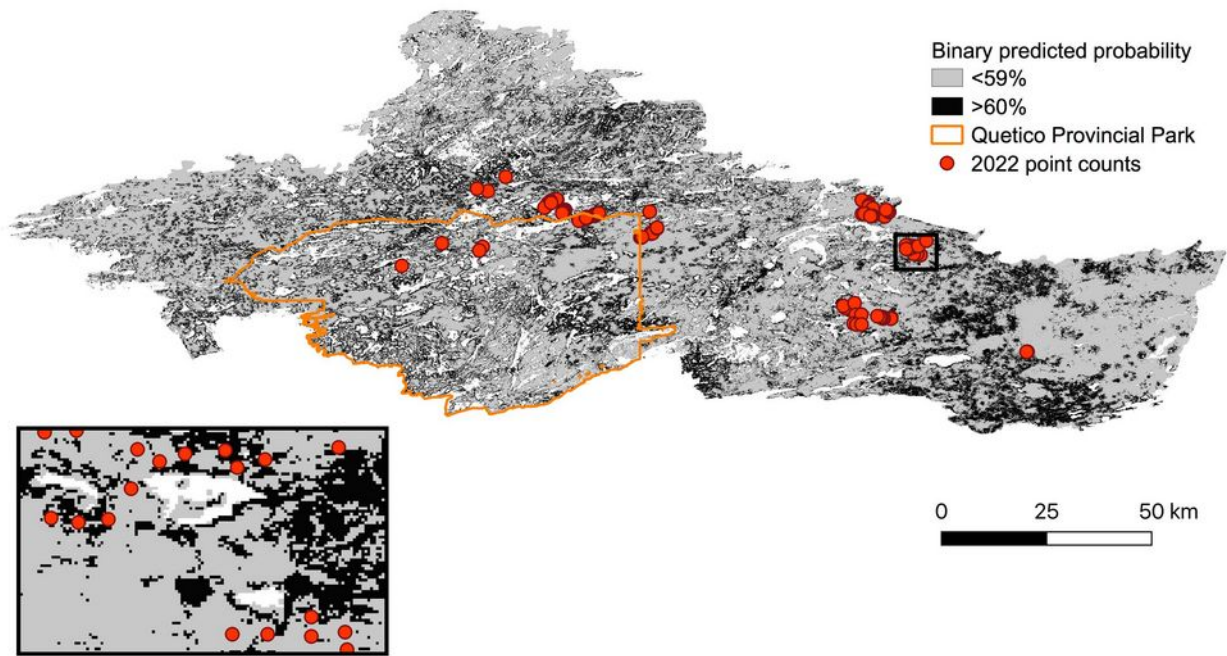 Binary predicted probability
<59%
>60%
Quetico Provincial Park
2022 point counts
0 25 50 km